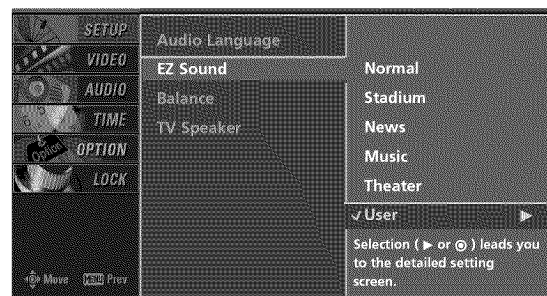 SETUP
VIDEO
AUDIO
TIME
OPTION
LOCK
Move MENU Prev
Audio Language
EZ Sound
Balance
TV Speaker
Normal
Stadium
News
Music
Theater
✓User ▶
Selection ( ▶ or ◉ ) leads you
to the detailed setting
screen.